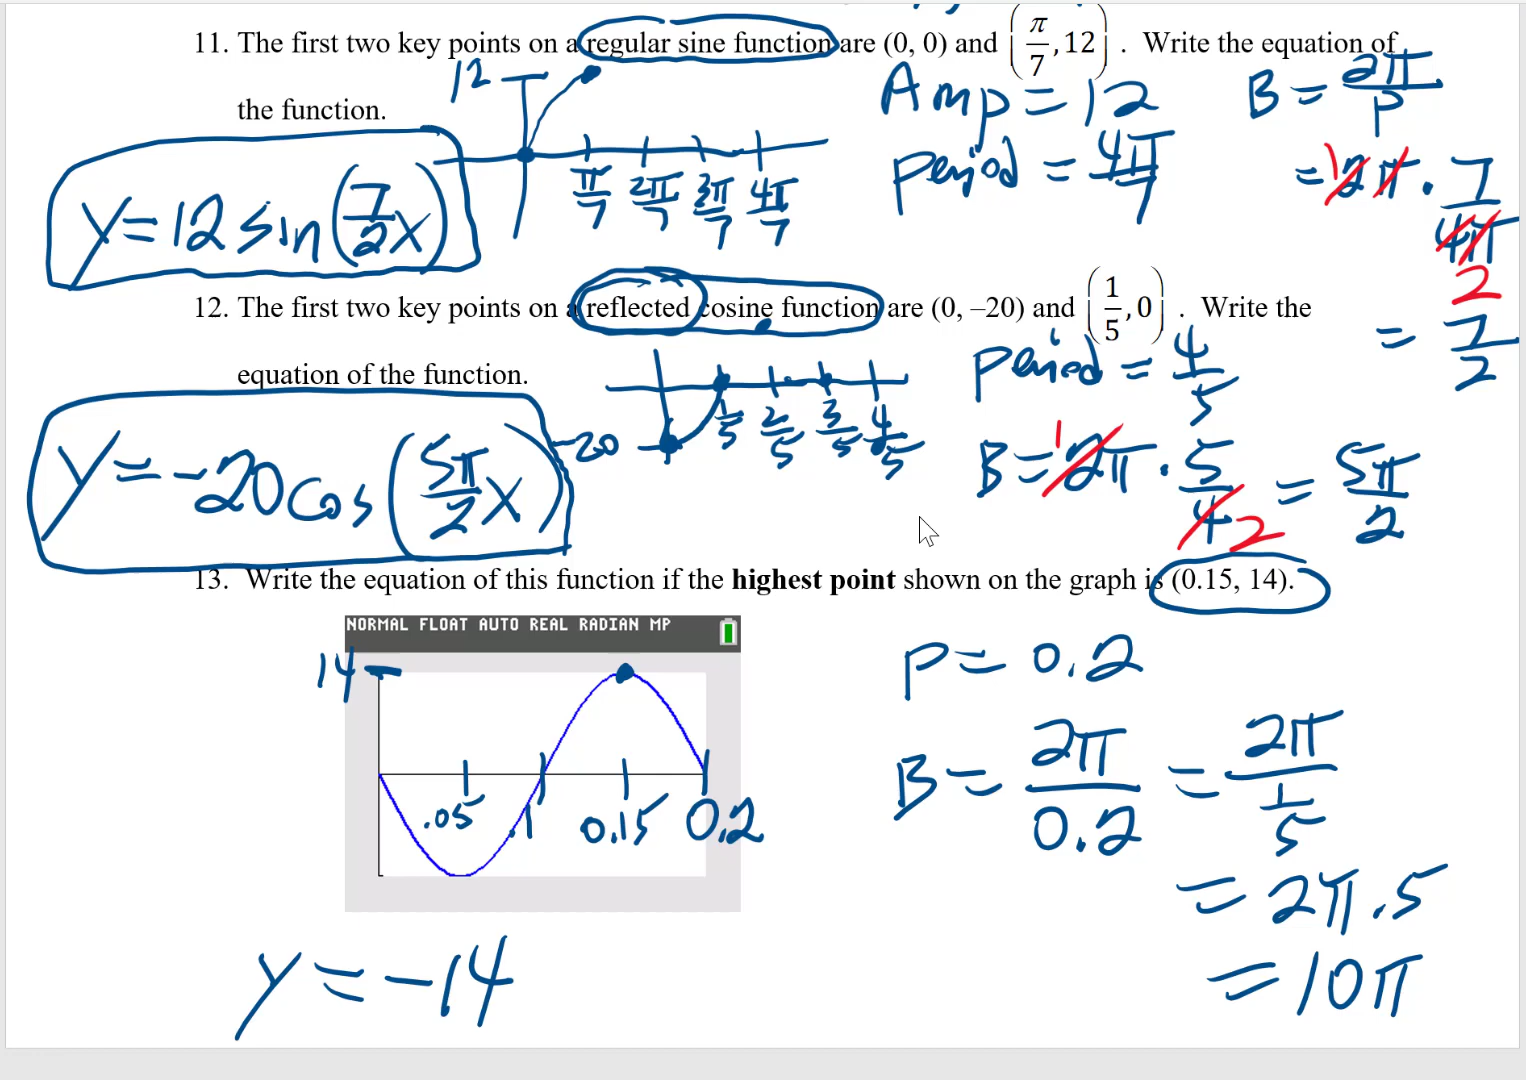 11. The first two key points on a regular sine function are (0, 0) and (π/7, 12). Write the equation of
the function.
12
π/7 2π/7 3π/7 4π/7
y = 12 sin(7/2 x)
Amp = 12
period = 4π/7
B = 2π/P
= 1 2π · 7/4π 2
= 7/2
12. The first two key points on a reflected cosine function are (0, –20) and (1/5, 0). Write the
equation of the function.
-20
1/5 2/5 3/5 4/5
y = -20 cos(5π/2 x)
period = 4/5
B = 1 2π · 5/4 2 = 5π/2
13. Write the equation of this function if the highest point shown on the graph is (0.15, 14).
NORMAL FLOAT AUTO REAL RADIAN MP
14
.05 .1 0.15 0.2
P = 0.2
B = 2π/0.2 = 2π/(1/5)
= 2π · 5
= 10π
y = -14